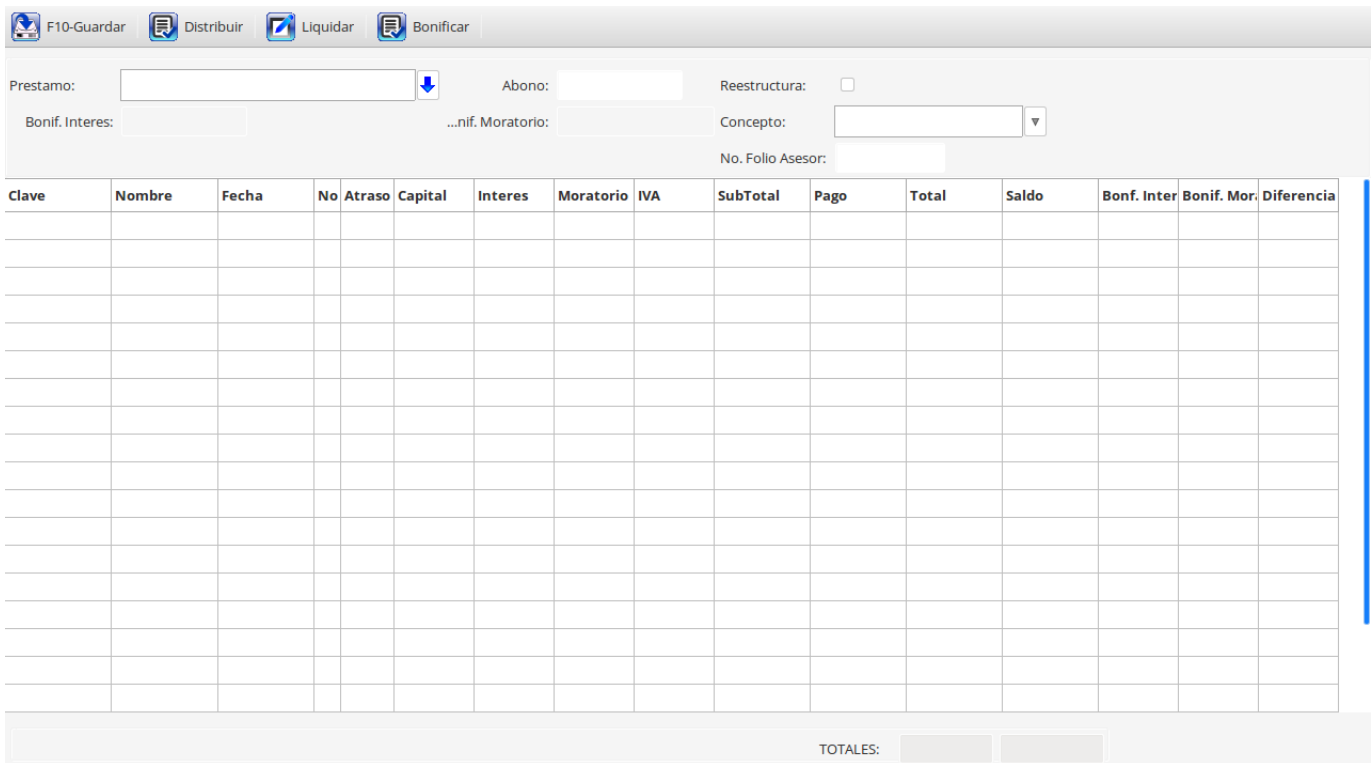 F10-Guardar Distribuir Liquidar Bonificar
Prestamo: Abono: Reestructura:
Bonif. Interes: ...nif. Moratorio: Concepto:
No. Folio Asesor:
Clave Nombre Fecha No Atraso Capital Interes Moratorio IVA SubTotal Pago Total Saldo Bonf. Inter Bonif. Mor Diferencia
TOTALES: